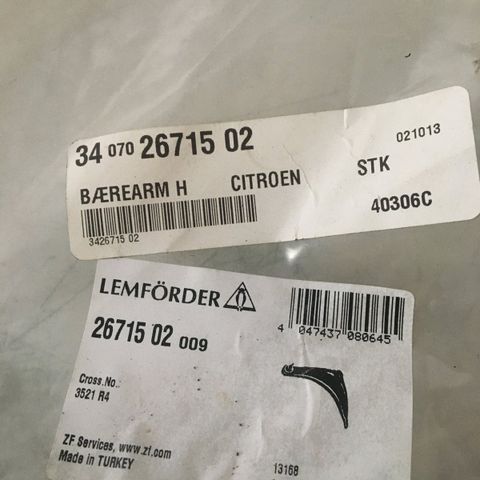 34 070 26715 02
021013
BÆREARM H CITROEN STK
3426715 02
40306C
LEMFÖRDER
26715 02 009
4 047437 080645
Cross.No.:
3521 R4
ZF Services, www.zf.com
Made in TURKEY
13168